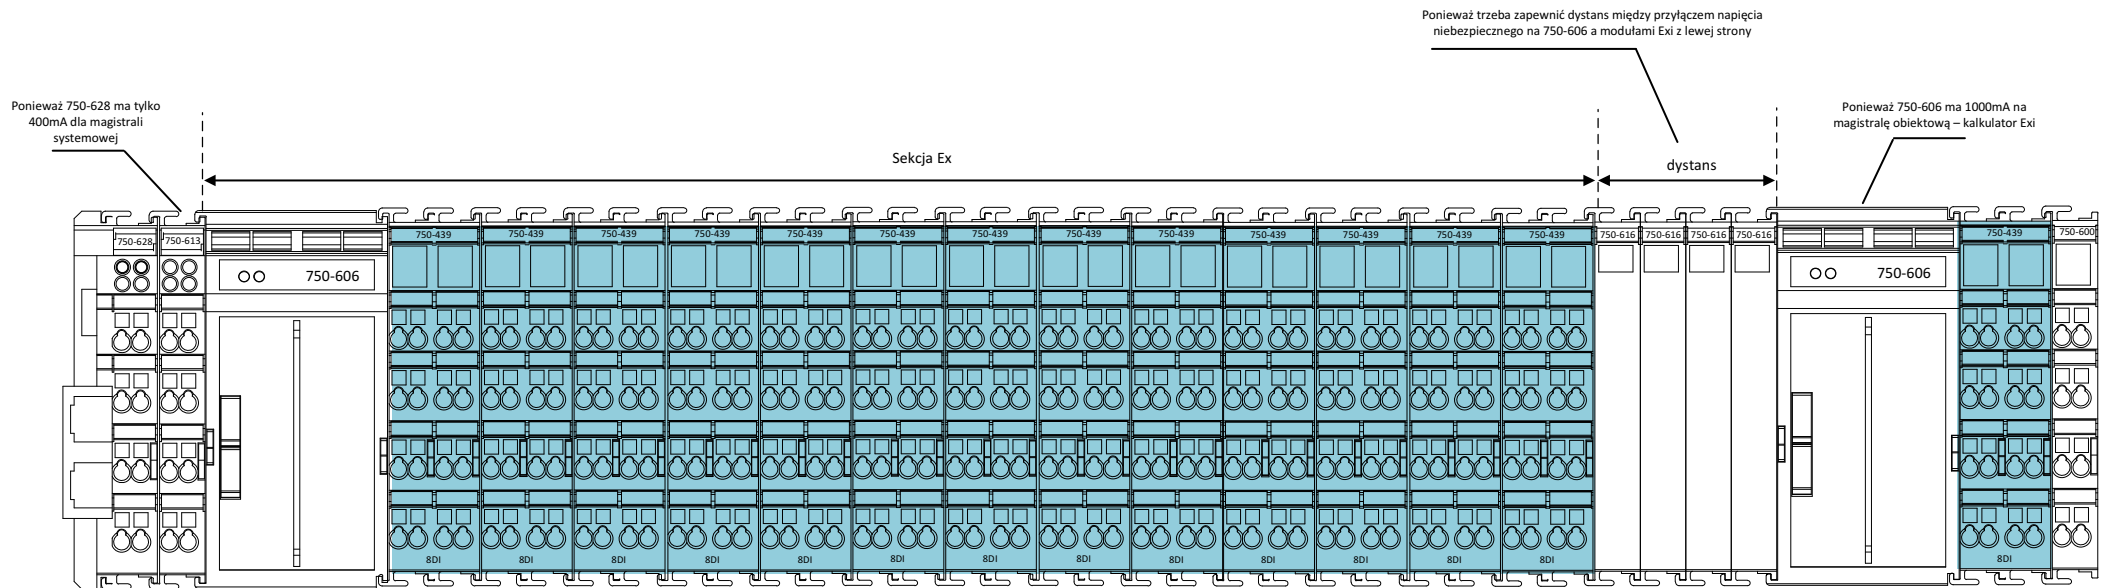 Ponieważ trzeba zapewnić dystans między przyłączem napięcia
niebezpiecznego na 750-606 a modułami Exi z lewej strony
Ponieważ 750-628 ma tylko
400mA dla magistrali
systemowej
Ponieważ 750-606 ma 1000mA na
magistralę obiektową – kalkulator Exi
Sekcja Ex
dystans
750-628
750-613
750-606
750-439
750-439
750-439
750-439
750-439
750-439
750-439
750-439
750-439
750-439
750-439
750-439
750-439
750-616
750-616
750-616
750-616
750-606
750-439
750-600
8DI
8DI
8DI
8DI
8DI
8DI
8DI
8DI
8DI
8DI
8DI
8DI
8DI
8DI